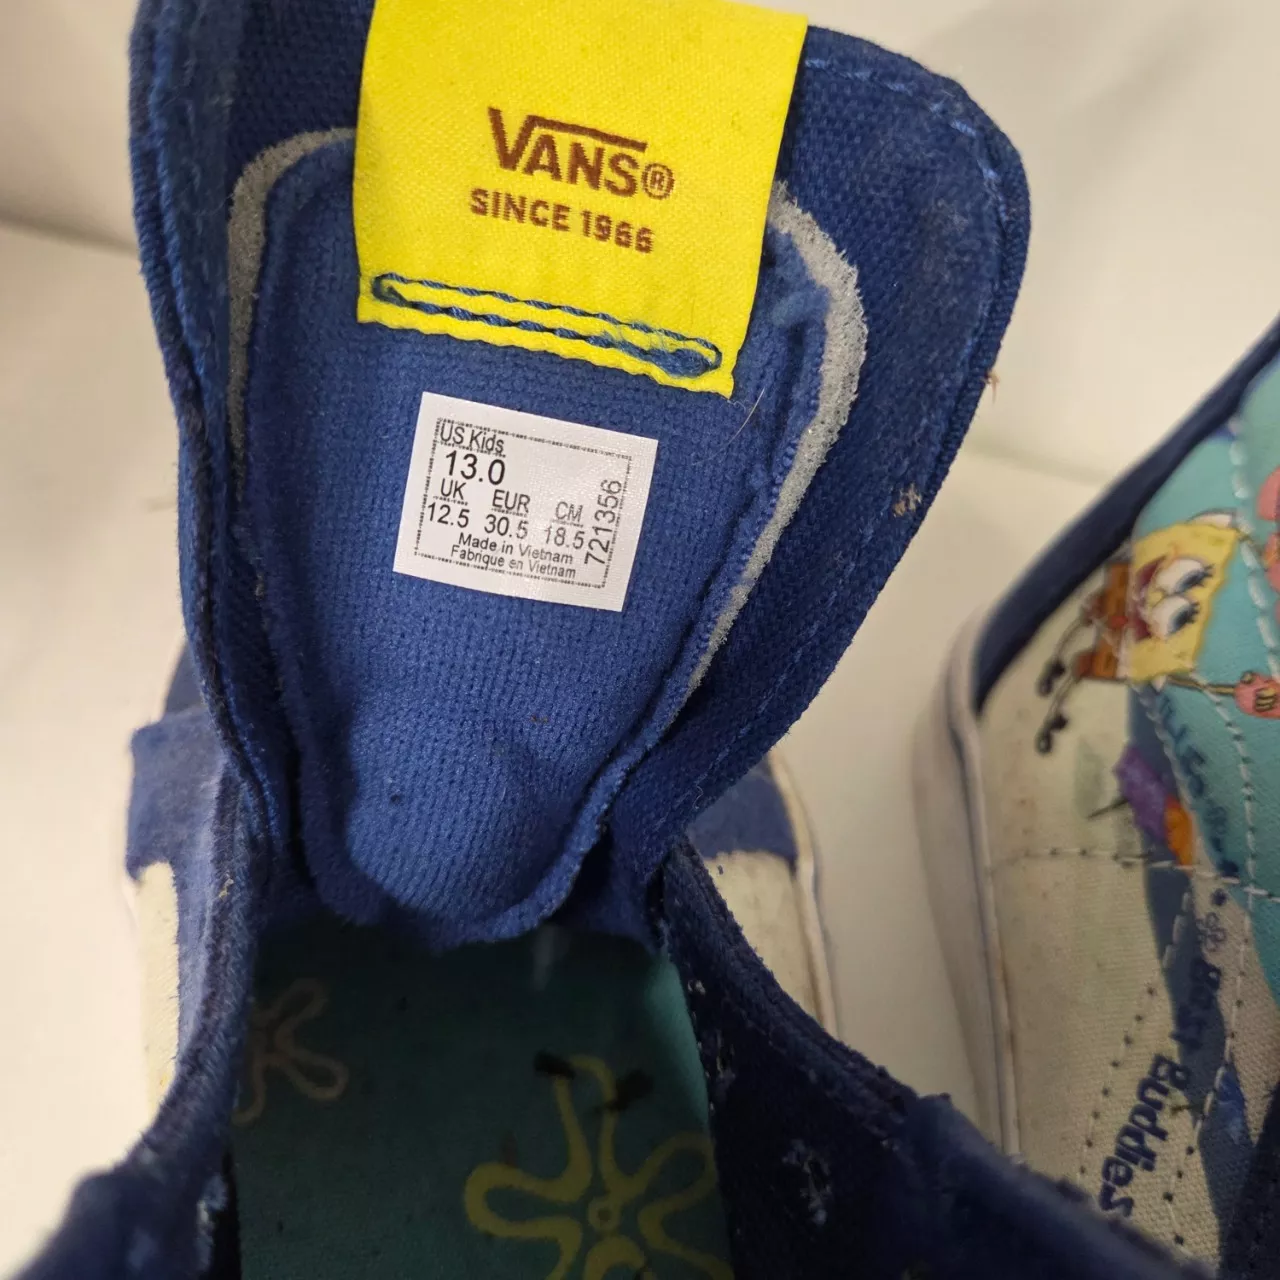 VANS®
SINCE 1966
US Kids
13.0
UK EUR CM
12.5 30.5 18.5
Made in Vietnam
Fabrique en Vietnam
721356
Buddies